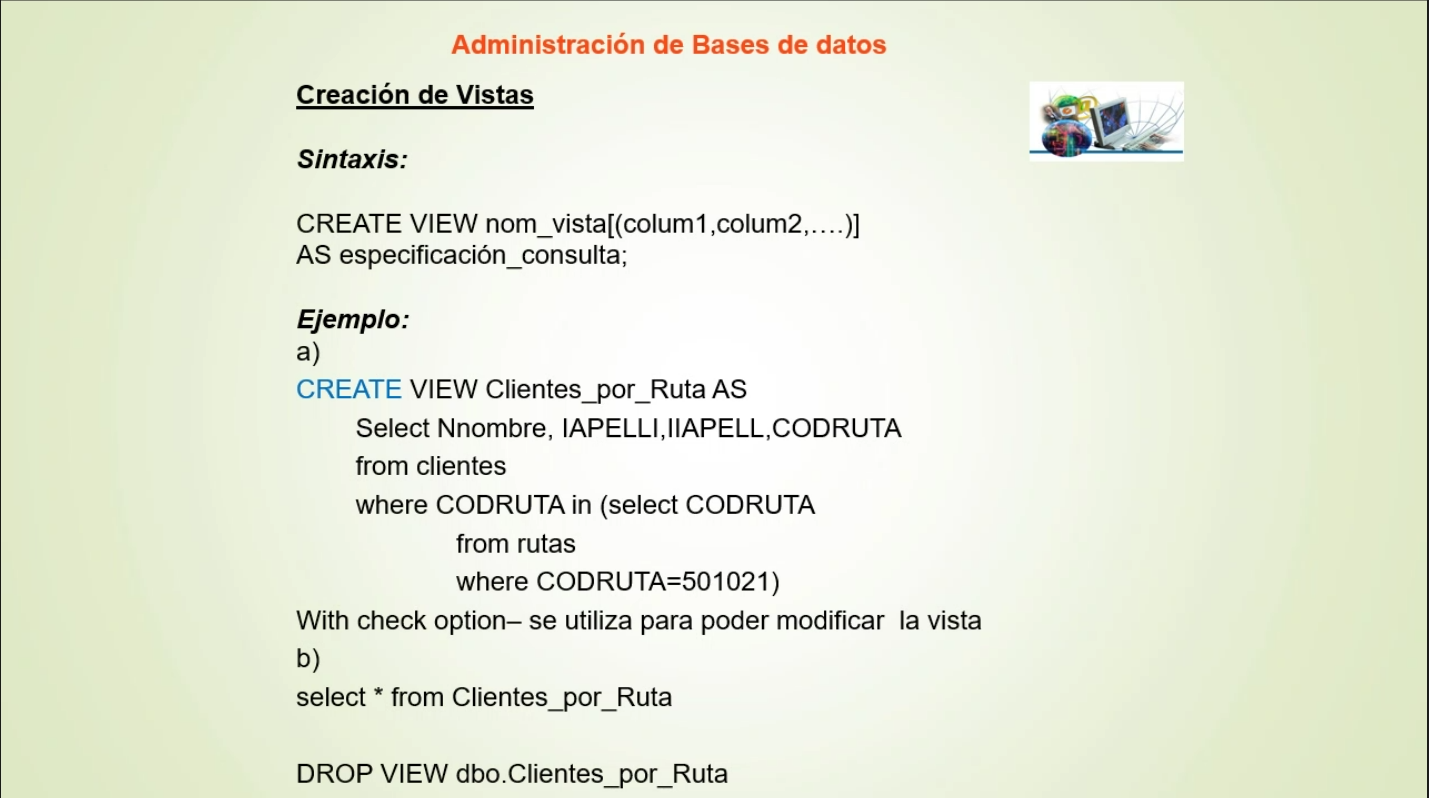 Administración de Bases de datos
Creación de Vistas
Sintaxis:
CREATE VIEW nom_vista[(colum1,colum2,….)]
AS especificación_consulta;
Ejemplo:
a)
CREATE VIEW Clientes_por_Ruta AS
Select Nnombre, IAPELLI,IIAPELL,CODRUTA
from clientes
where CODRUTA in (select CODRUTA
from rutas
where CODRUTA=501021)
With check option– se utiliza para poder modificar  la vista
b)
select * from Clientes_por_Ruta
DROP VIEW dbo.Clientes_por_Ruta